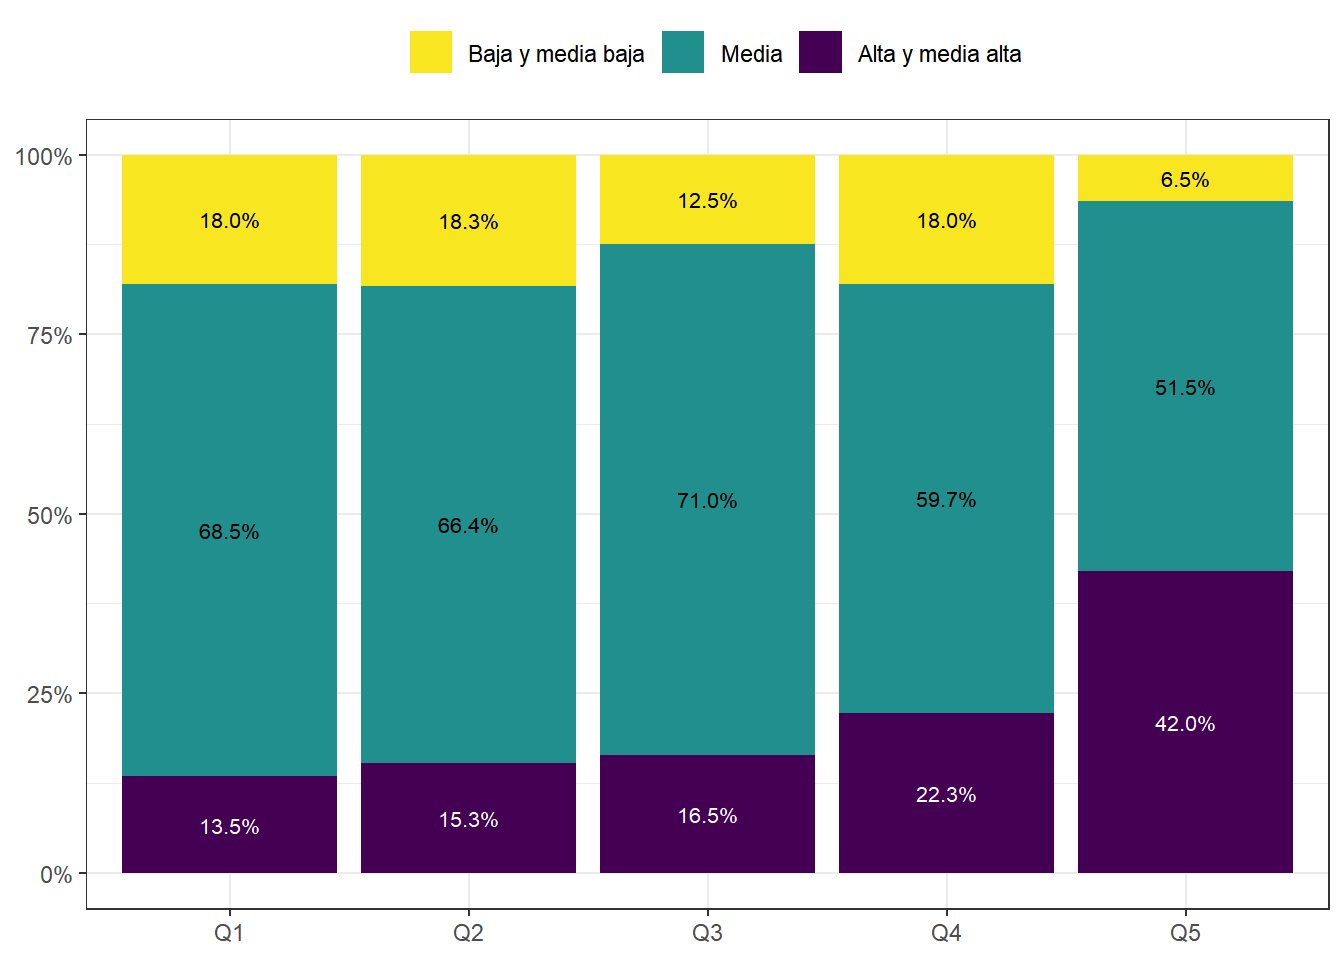 Baja y media baja Media Alta y media alta
100%
75%
50%
25%
0%
18.0% 18.3% 12.5% 18.0% 6.5%
68.5% 66.4% 71.0% 59.7% 51.5%
13.5% 15.3% 16.5% 22.3% 42.0%
Q1 Q2 Q3 Q4 Q5